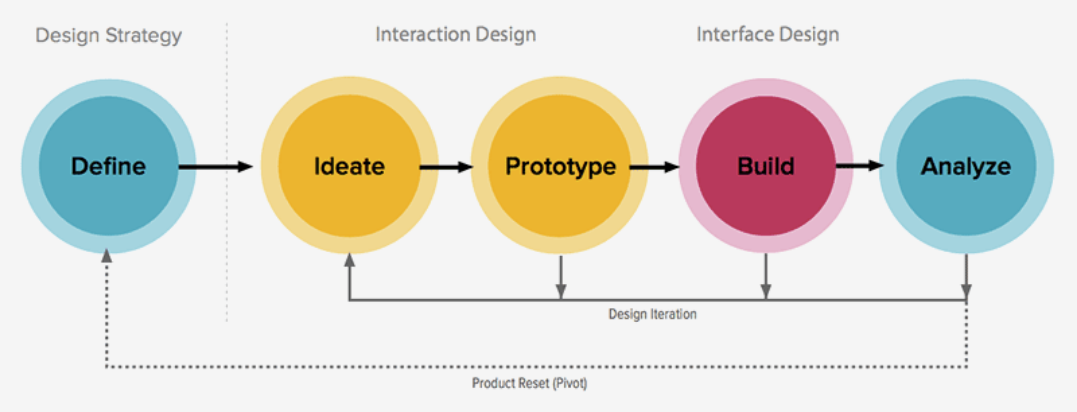 Design Strategy
Interaction Design
Interface Design
Define
Ideate
Prototype
Build
Analyze
Design Iteration
Product Reset (Pivot)